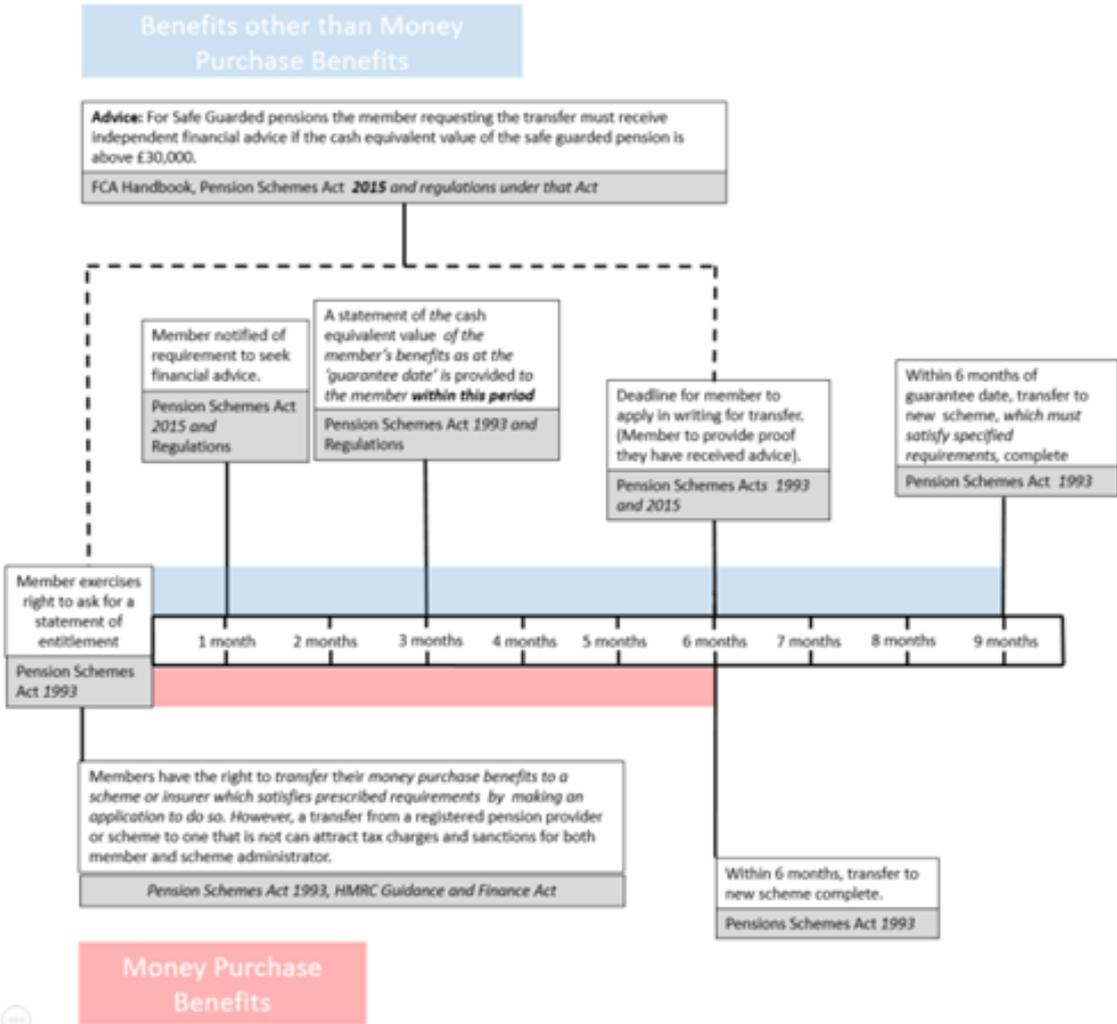 Benefits other than Money
Purchase Benefits
Advice: For Safe Guarded pensions the member requesting the transfer must receive
independent financial advice if the cash equivalent value of the safe guarded pension is
above £30,000.
FCA Handbook, Pension Schemes Act 2015 and regulations under that Act
Member notified of
requirement to seek
financial advice.
Pension Schemes Act
2015 and
Regulations
A statement of the cash
equivalent value of the
member's benefits as at the
'guarantee date' is provided to
the member within this period
Pension Schemes Act 1993 and
Regulations
Deadline for member to
apply in writing for transfer.
(Member to provide proof
they have received advice).
Pension Schemes Acts 1993
and 2015
Within 6 months of
guarantee date, transfer to
new scheme, which must
satisfy specified
requirements, complete
Pension Schemes Act 1993
Member exercises
right to ask for a
statement of
entitlement
Pension Schemes
Act 1993
1 month 2 months 3 months 4 months 5 months 6 months 7 months 8 months 9 months
Members have the right to transfer their money purchase benefits to a
scheme or insurer which satisfies prescribed requirements by making an
application to do so. However, a transfer from a registered pension provider
or scheme to one that is not can attract tax charges and sanctions for both
member and scheme administrator.
Pension Schemes Act 1993, HMRC Guidance and Finance Act
Within 6 months, transfer to
new scheme complete.
Pensions Schemes Act 1993
Money Purchase
Benefits